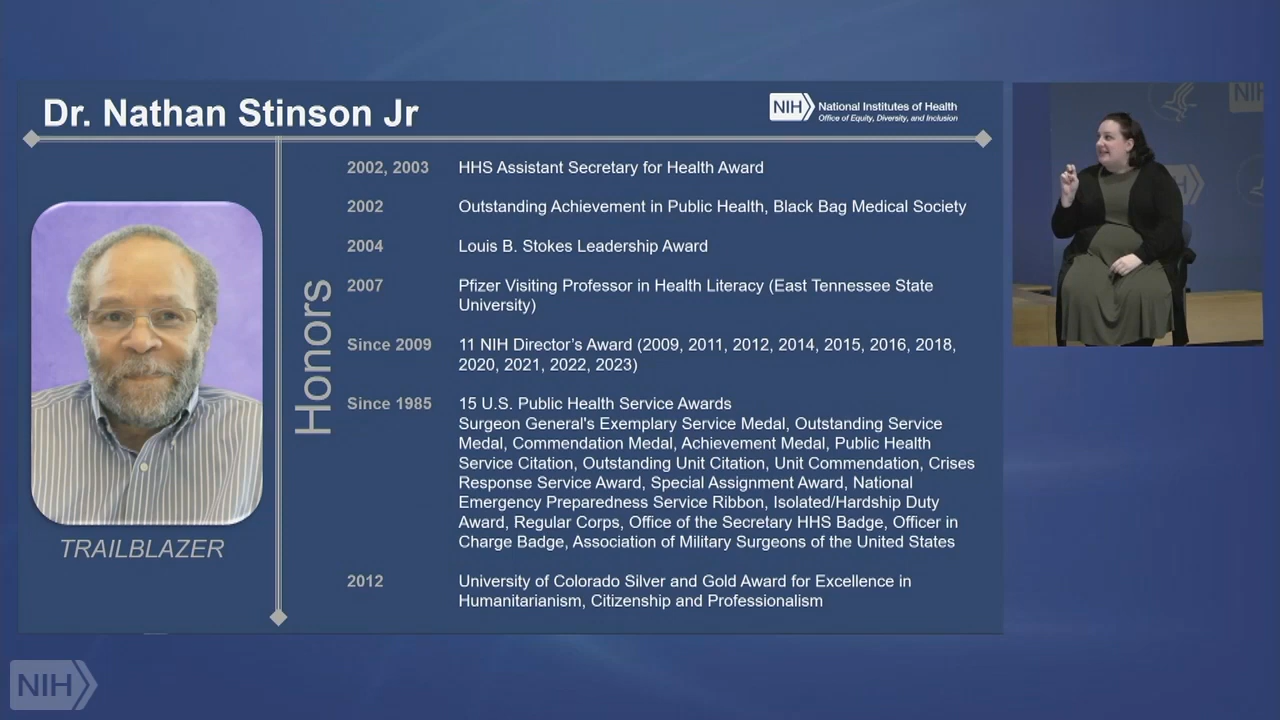 Dr. Nathan Stinson Jr
NIH National Institutes of Health
Office of Equity, Diversity, and Inclusion
TRAILBLAZER
Honors
2002, 2003 HHS Assistant Secretary for Health Award
2002 Outstanding Achievement in Public Health, Black Bag Medical Society
2004 Louis B. Stokes Leadership Award
2007 Pfizer Visiting Professor in Health Literacy (East Tennessee State
University)
Since 2009 11 NIH Director's Award (2009, 2011, 2012, 2014, 2015, 2016, 2018,
2020, 2021, 2022, 2023)
Since 1985 15 U.S. Public Health Service Awards
Surgeon General's Exemplary Service Medal, Outstanding Service
Medal, Commendation Medal, Achievement Medal, Public Health
Service Citation, Outstanding Unit Citation, Unit Commendation, Crises
Response Service Award, Special Assignment Award, National
Emergency Preparedness Service Ribbon, Isolated/Hardship Duty
Award, Regular Corps, Office of the Secretary HHS Badge, Officer in
Charge Badge, Association of Military Surgeons of the United States
2012 University of Colorado Silver and Gold Award for Excellence in
Humanitarianism, Citizenship and Professionalism
NIH